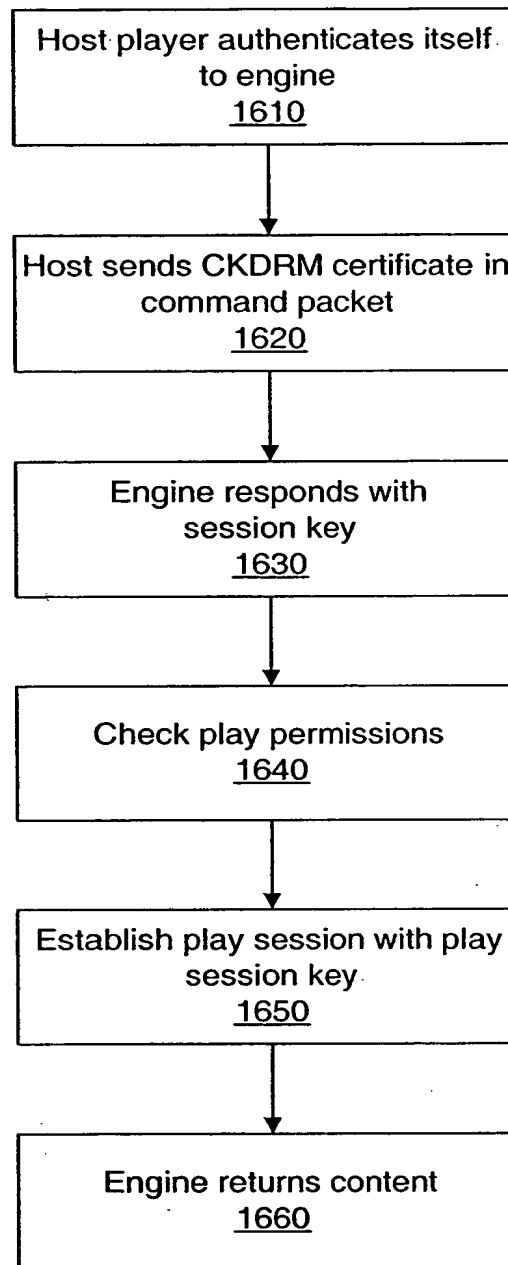 Host player authenticates itself
to engine
1610
Host sends CKDRM certificate in
command packet
1620
Engine responds with
session key
1630
Check play permissions
1640
Establish play session with play
session key
1650
Engine returns content
1660